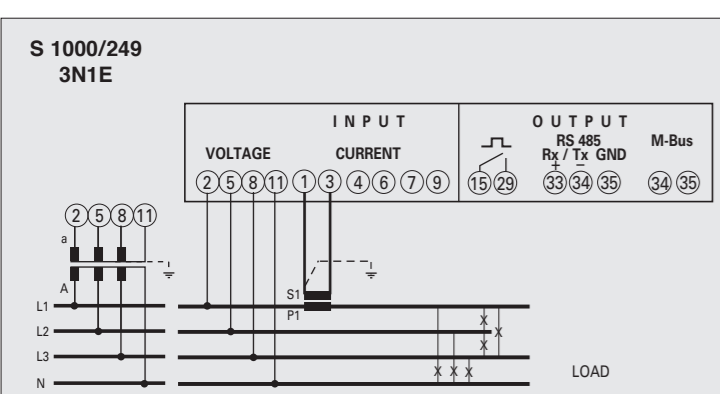 S 1000/249
3N1E
I N P U T
O U T P U T
VOLTAGE
CURRENT
RS 485
Rx / Tx GND
+ −
M-Bus
2 5 8 11 1 3 4 6 7 9
15 29
33 34 35
34 35
2 5 8 11
a
A
S1
P1
L1
L2
L3
N
X
X
X
X X X
LOAD